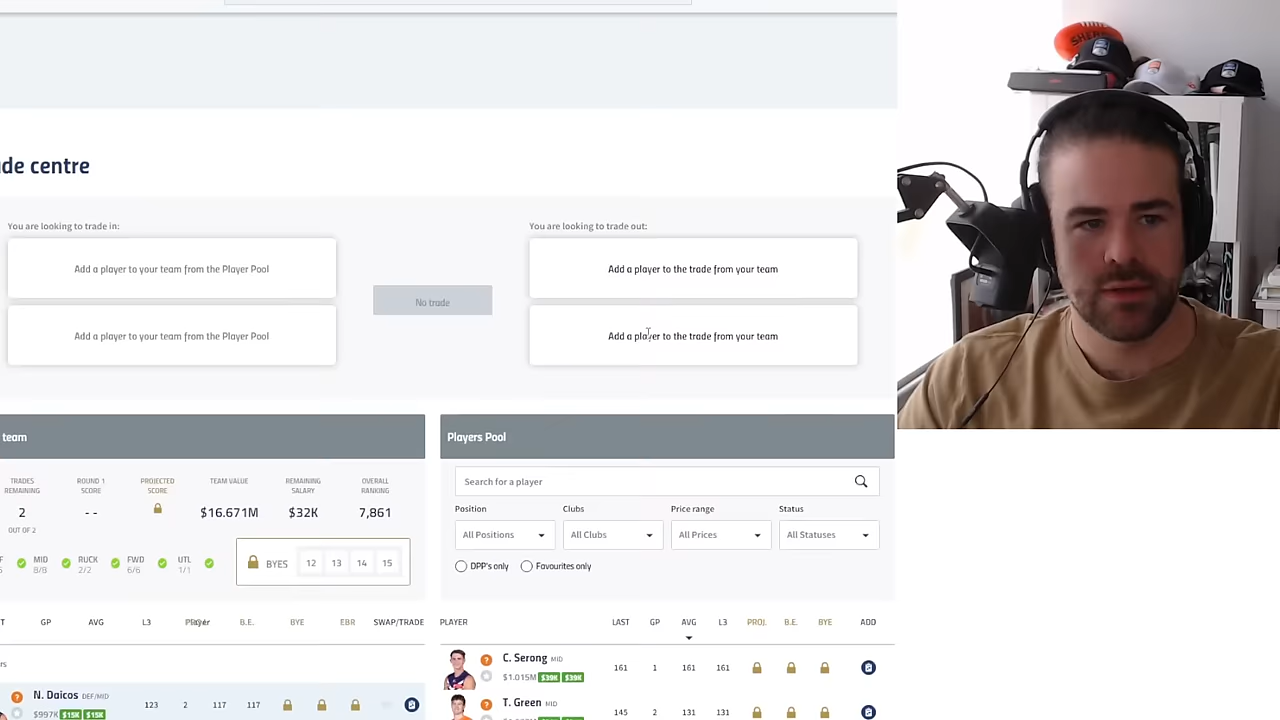 de centre
You are looking to trade in:
You are looking to trade out:
Add a player to your team from the Player Pool
Add a player to the trade from your team
No trade
Add a player to your team from the Player Pool
Add a player to the trade from your team
team
Players Pool
TRADES REMAINING
ROUND 1 SCORE
PROJECTED SCORE
TEAM VALUE
REMAINING SALARY
OVERALL RANKING
2
--
$16.671M
$32K
7,861
OUT OF 2
MID
8/8
RUCK
2/2
FWD
6/6
UTL
1/1
BYES
12
13
14
15
Search for a player
Position
Clubs
Price range
Status
All Positions
All Clubs
All Prices
All Statuses
DPP's only
Favourites only
GP
AVG
L3
B.E.
BYE
EBR
SWAP/TRADE
PLAYER
LAST
GP
AVG
L3
PROJ.
B.E.
BYE
ADD
rs
C. Serong MID
$1.015M $39K $39K
161
1
161
161
N. Daicos DEF/MID
$997K $15K $15K
123
2
117
117
T. Green MID
145
2
131
131
SHER